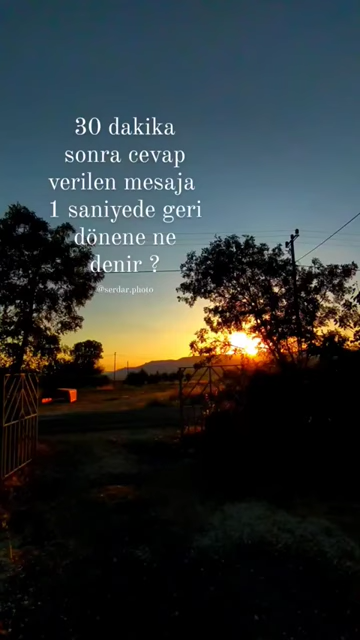 30 dakika
sonra cevap
verilen mesaja
1 saniyede geri
dönene ne
denir ?
@serdar.photo